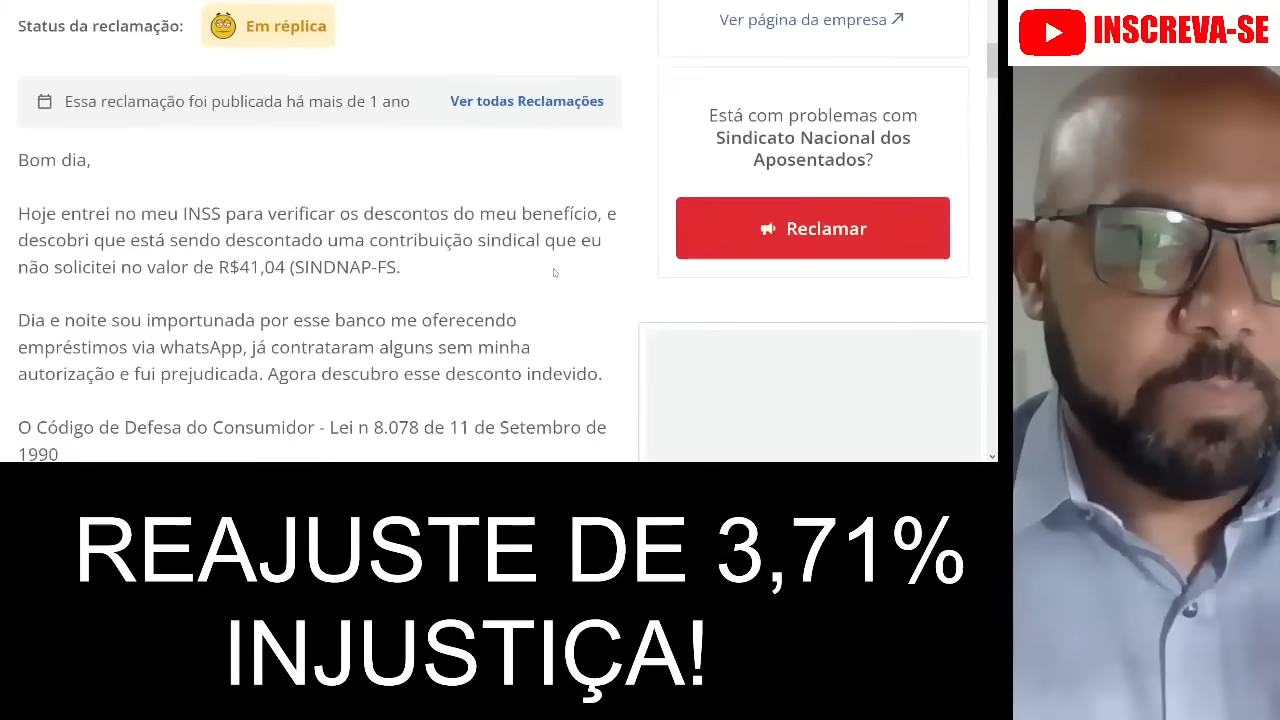 Status da reclamação: Em réplica
Essa reclamação foi publicada há mais de 1 ano Ver todas Reclamações
Bom dia,
Hoje entrei no meu INSS para verificar os descontos do meu benefício, e
descobri que está sendo descontado uma contribuição sindical que eu
não solicitei no valor de R$41,04 (SINDNAP-FS.
Dia e noite sou importunada por esse banco me oferecendo
empréstimos via whatsApp, já contrataram alguns sem minha
autorização e fui prejudicada. Agora descubro esse desconto indevido.
O Código de Defesa do Consumidor - Lei n 8.078 de 11 de Setembro de
1990
Ver página da empresa
Está com problemas com
Sindicato Nacional dos
Aposentados?
Reclamar
INSCREVA-SE
REAJUSTE DE 3,71%
INJUSTIÇA!